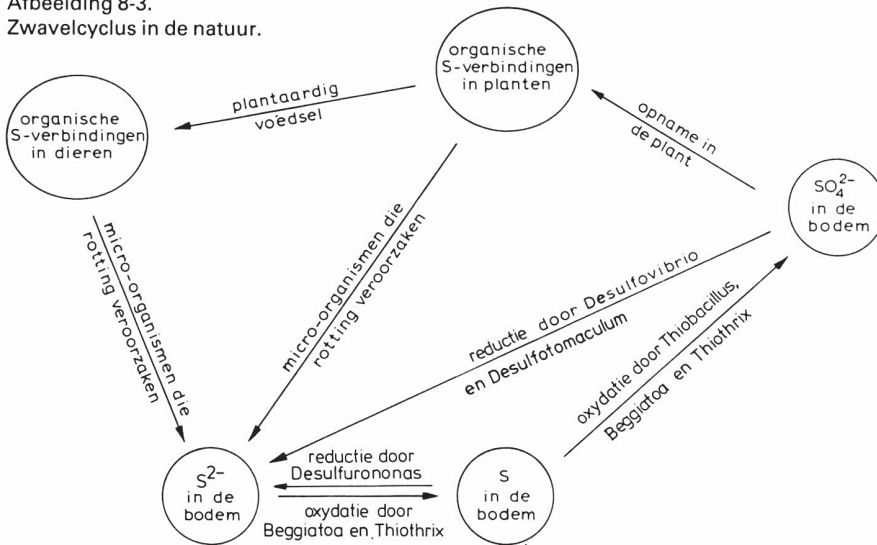 Afbeelding 8-3.
Zwavelcyclus in de natuur.
organische
S-verbindingen
in planten
organische
S-verbindingen
in dieren
plantaardig
voedsel
opname in
de plant
SO₄²⁻
in de
bodem
micro-organismen die
rotting veroorzaken
micro-organismen die
rotting veroorzaken
reductie door Desulfovibrio
en Desulfotomaculum
oxydatie door Thiobacillus,
Beggiatoa en Thiothrix
S²⁻
in de
bodem
reductie door
Desulfurononas
oxydatie door
Beggiatoa en Thiothrix
S
in de
bodem